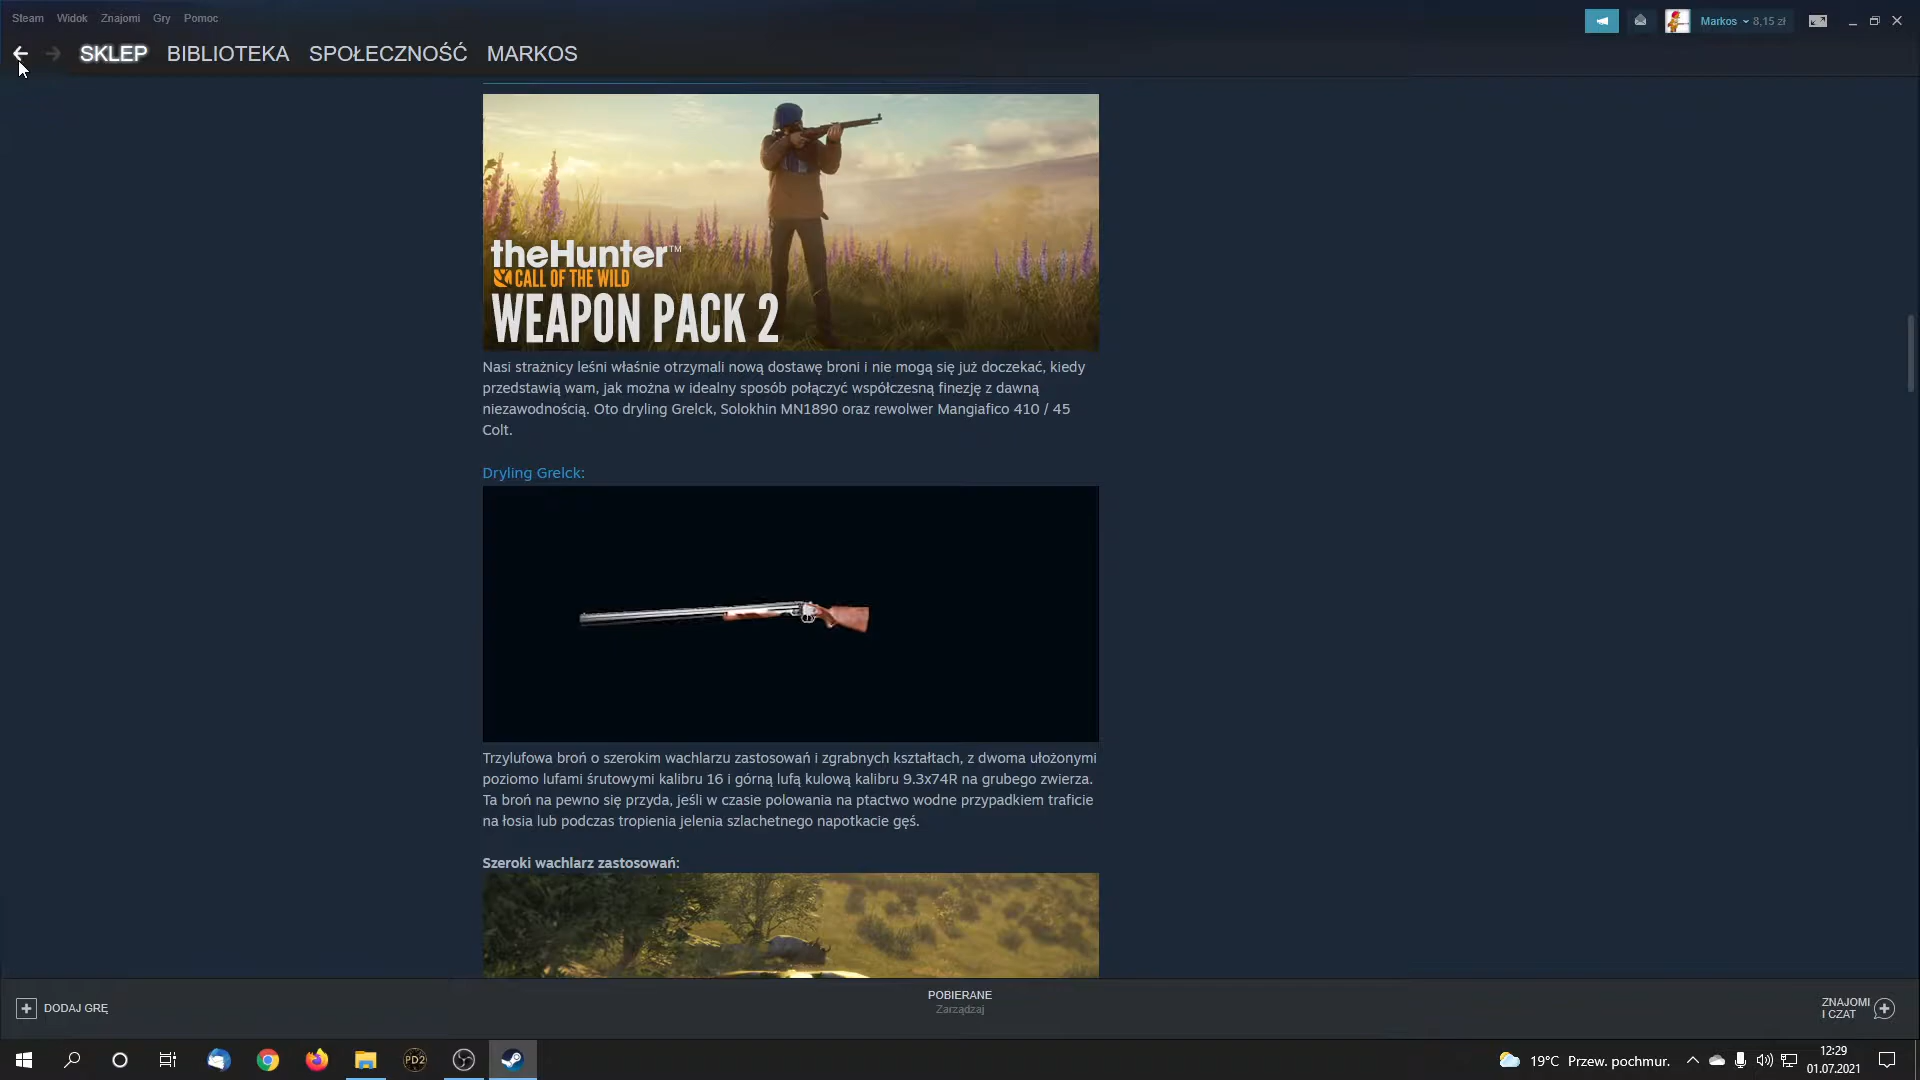 Steam Widok Znajomi Gry Pomoc
Markos 8,15 zł
SKLEP BIBLIOTEKA SPOŁECZNOŚĆ MARKOS
theHunter™
CALL OF THE WILD
WEAPON PACK 2
Nasi strażnicy leśni właśnie otrzymali nową dostawę broni i nie mogą się już doczekać, kiedy
przedstawią wam, jak można w idealny sposób połączyć współczesną finezję z dawną
niezawodnością. Oto dryling Grelck, Solokhin MN1890 oraz rewolwer Mangiafico 410 / 45
Colt.
Dryling Grelck:
Trzylufowa broń o szerokim wachlarzu zastosowań i zgrabnych kształtach, z dwoma ułożonymi
poziomo lufami śrutowymi kalibru 16 i górną lufą kulową kalibru 9.3x74R na grubego zwierza.
Ta broń na pewno się przyda, jeśli w czasie polowania na ptactwo wodne przypadkiem traficie
na łosia lub podczas tropienia jelenia szlachetnego napotkacie gęś.
Szeroki wachlarz zastosowań:
DODAJ GRĘ
POBIERANE
Zarządzaj
ZNAJOMI
I CZAT
PD2
19°C Przew. pochmur.
12:29
01.07.2021